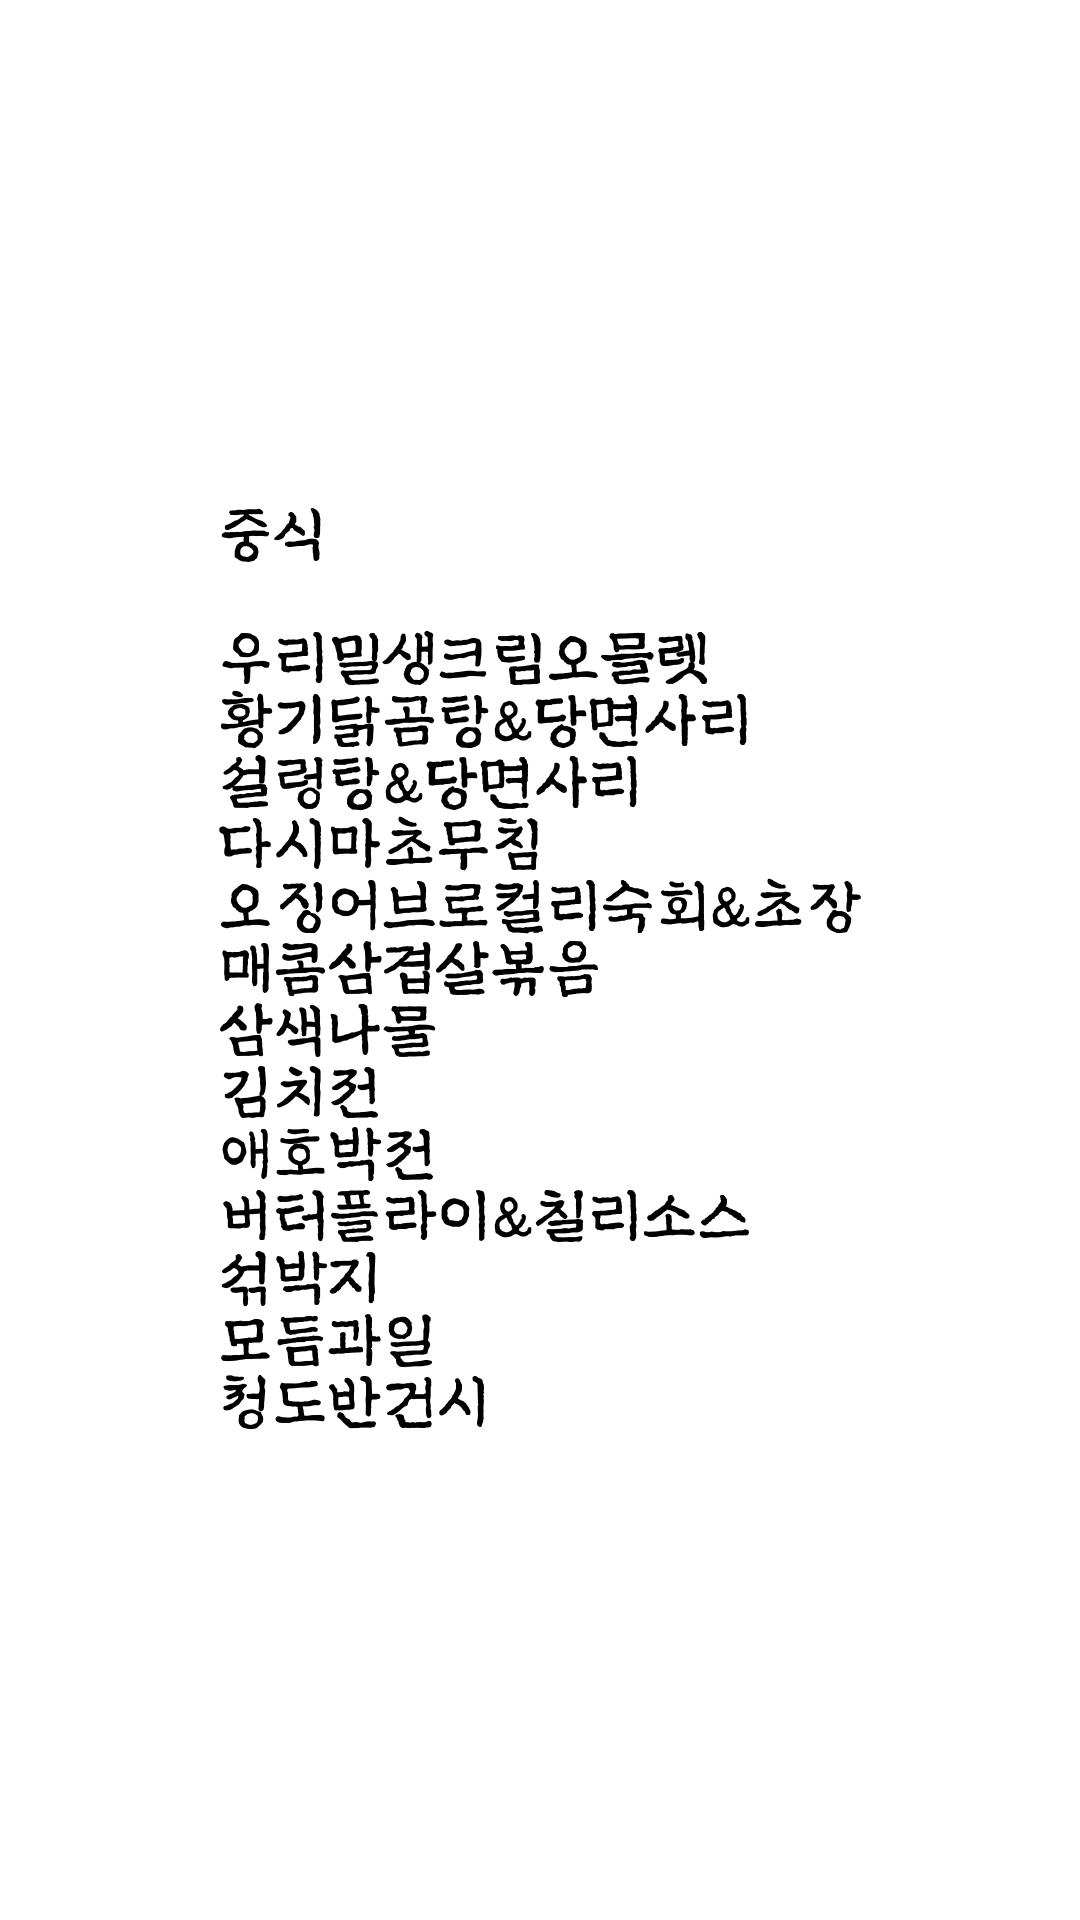 중식
우리밀생크림오믈렛
황기닭곰탕&당면사리
설렁탕&당면사리
다시마초무침
오징어브로컬리숙회&초장
매콤삼겹살볶음
삼색나물
김치전
애호박전
버터플라이&칠리소스
섞박지
모듬과일
청도반건시